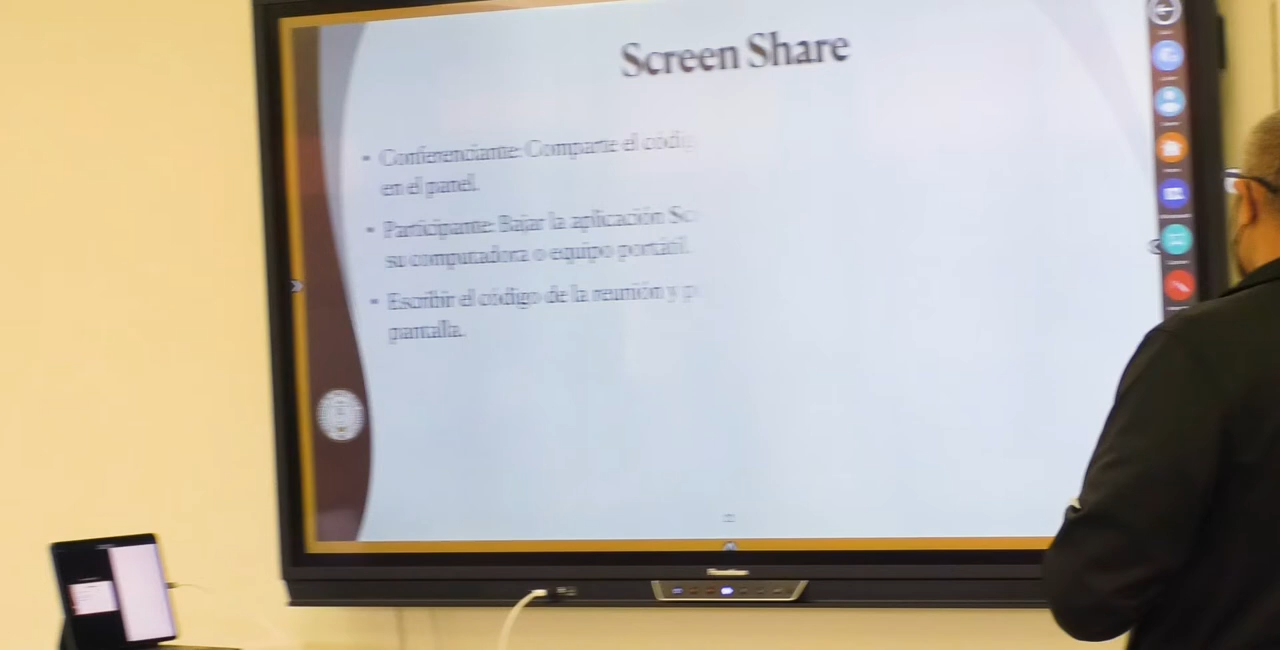 Screen Share
• Conferenciante: Comparte el códig
en el panel.
• Participante: Bajar la aplicación Sc
su computadora o equipo portátil.
• Escribir el código de la reunión y p
pantalla.